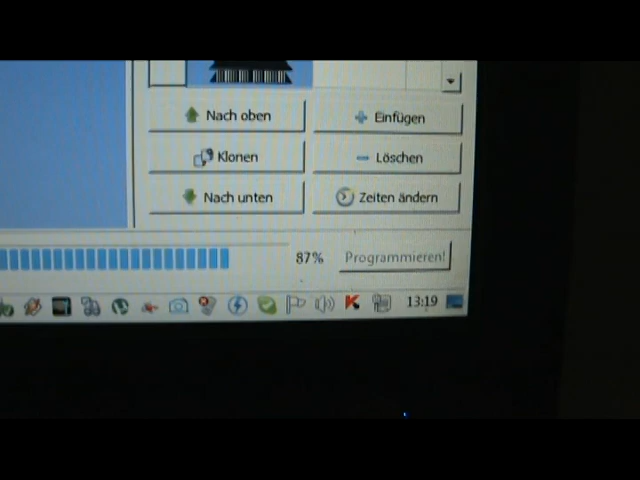 Nach oben
Einfügen
Klonen
Löschen
Nach unten
Zeiten ändern
87%
Programmieren!
13:19